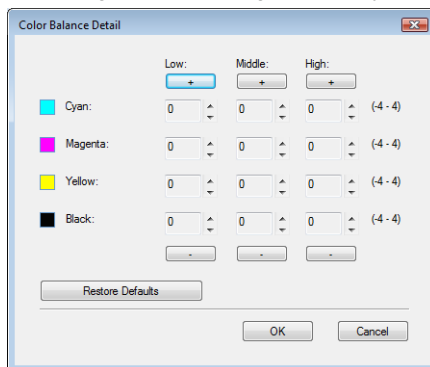 Color Balance Detail
Low: Middle: High:
+ + +
Cyan: 0 0 0 (-4 - 4)
Magenta: 0 0 0 (-4 - 4)
Yellow: 0 0 0 (-4 - 4)
Black: 0 0 0 (-4 - 4)
- - -
Restore Defaults
OK Cancel